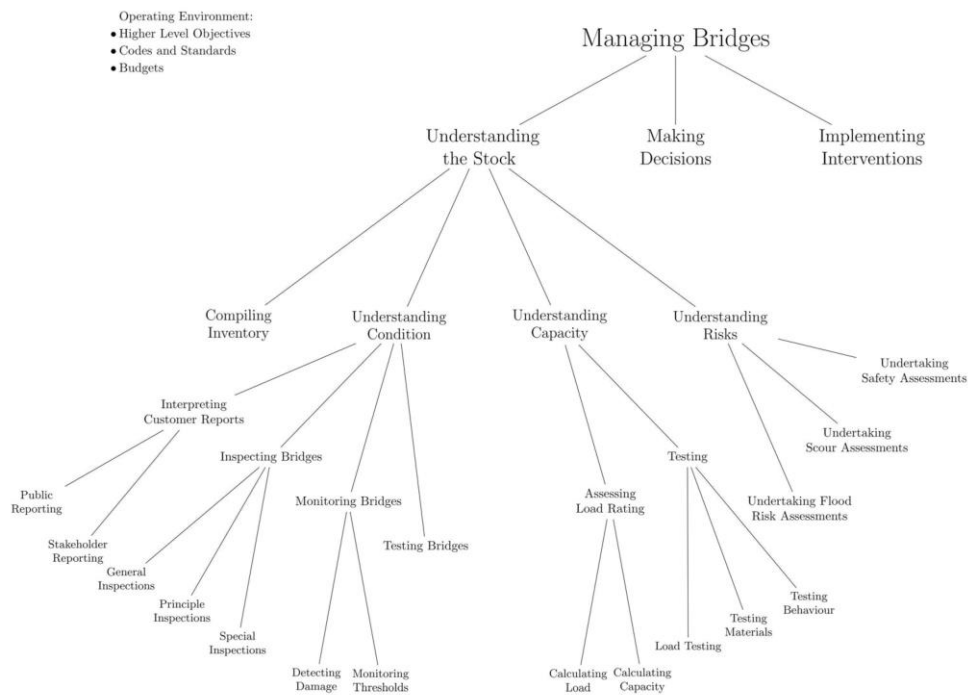 Operating Environment:
• Higher Level Objectives
• Codes and Standards
• Budgets
Managing Bridges
Understanding
the Stock
Making
Decisions
Implementing
Interventions
Compiling
Inventory
Understanding
Condition
Understanding
Capacity
Understanding
Risks
Undertaking
Safety Assessments
Interpreting
Customer Reports
Undertaking
Scour Assessments
Inspecting Bridges
Testing
Public
Reporting
Monitoring Bridges
Assessing
Load Rating
Undertaking Flood
Risk Assessments
Stakeholder
Reporting
Testing Bridges
General
Inspections
Principle
Inspections
Special
Inspections
Testing
Behaviour
Testing
Materials
Load Testing
Detecting
Damage
Monitoring
Thresholds
Calculating
Load
Calculating
Capacity